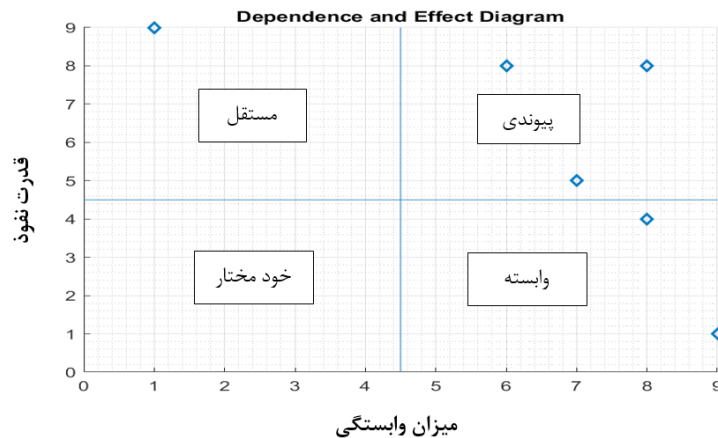 Dependence and Effect Diagram
9
8
7
6
5
4
3
2
1
0
قدرت نفوذ
مستقل
پیوندی
خود مختار
وابسته
0 1 2 3 4 5 6 7 8 9
میزان وابستگی